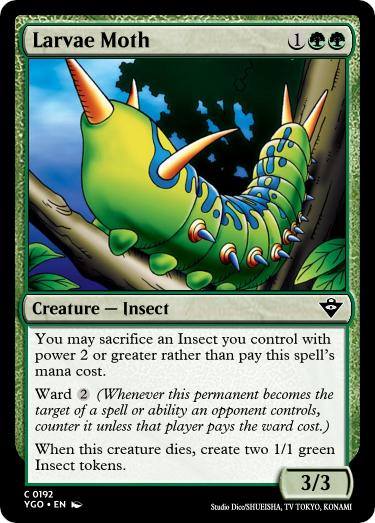 Larvae Moth 1
Creature — Insect
You may sacrifice an Insect you control with
power 2 or greater rather than pay this spell's
mana cost.
Ward 2 (Whenever this permanent becomes the
target of a spell or ability an opponent controls,
counter it unless that player pays the ward cost.)
When this creature dies, create two 1/1 green
Insect tokens.
3/3
C 0192
YGO • EN
Studio Dice/SHUEISHA, TV TOKYO, KONAMI